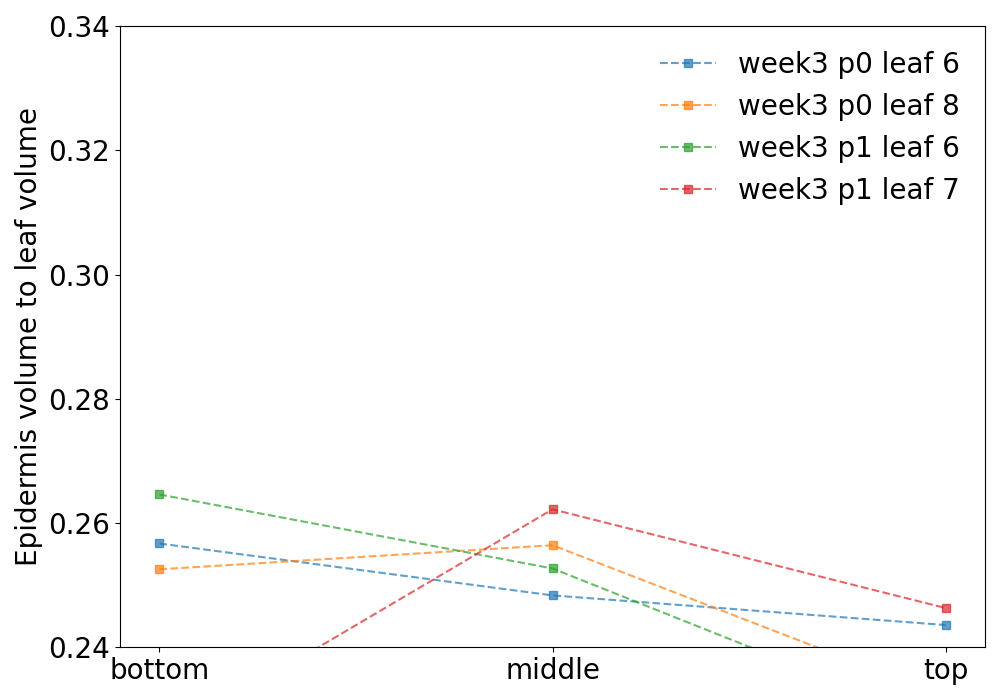 0.34
0.32
0.30
0.28
0.26
0.24
Epidermis volume to leaf volume
week3 p0 leaf 6
week3 p0 leaf 8
week3 p1 leaf 6
week3 p1 leaf 7
bottom
middle
top